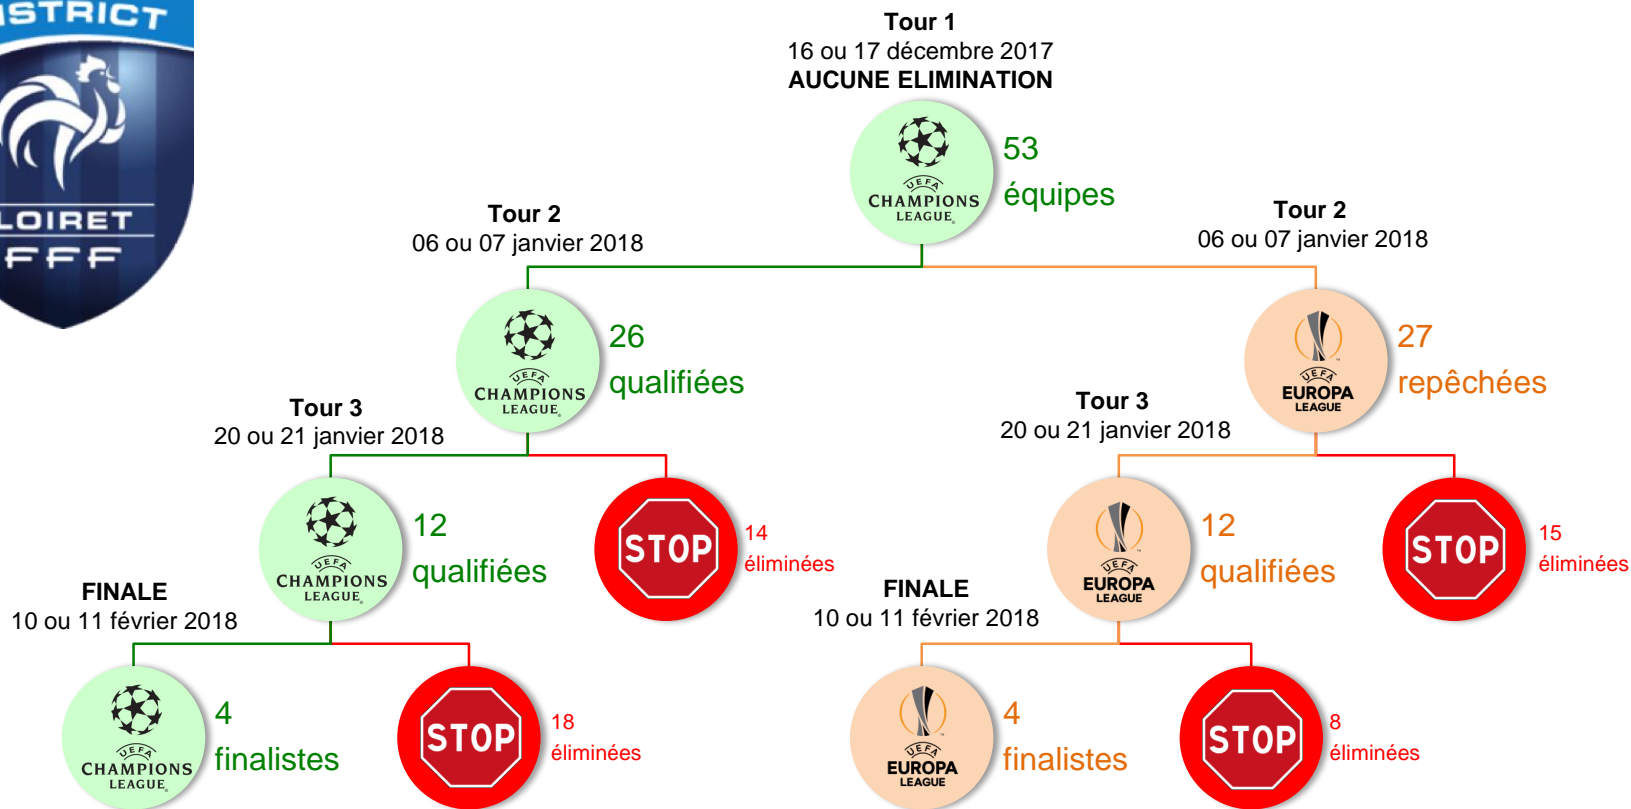 ISTRICT
LOIRET
FFF
Tour 1
16 ou 17 décembre 2017
AUCUNE ELIMINATION
UEFA
CHAMPIONS
LEAGUE
53
équipes
Tour 2
06 ou 07 janvier 2018
UEFA
CHAMPIONS
LEAGUE
26
qualifiées
Tour 2
06 ou 07 janvier 2018
UEFA
EUROPA
LEAGUE
27
repêchées
Tour 3
20 ou 21 janvier 2018
UEFA
CHAMPIONS
LEAGUE
12
qualifiées
STOP
14
éliminées
Tour 3
20 ou 21 janvier 2018
UEFA
EUROPA
LEAGUE
12
qualifiées
STOP
15
éliminées
FINALE
10 ou 11 février 2018
UEFA
CHAMPIONS
LEAGUE
4
finalistes
STOP
18
éliminées
FINALE
10 ou 11 février 2018
UEFA
EUROPA
LEAGUE
4
finalistes
STOP
8
éliminées